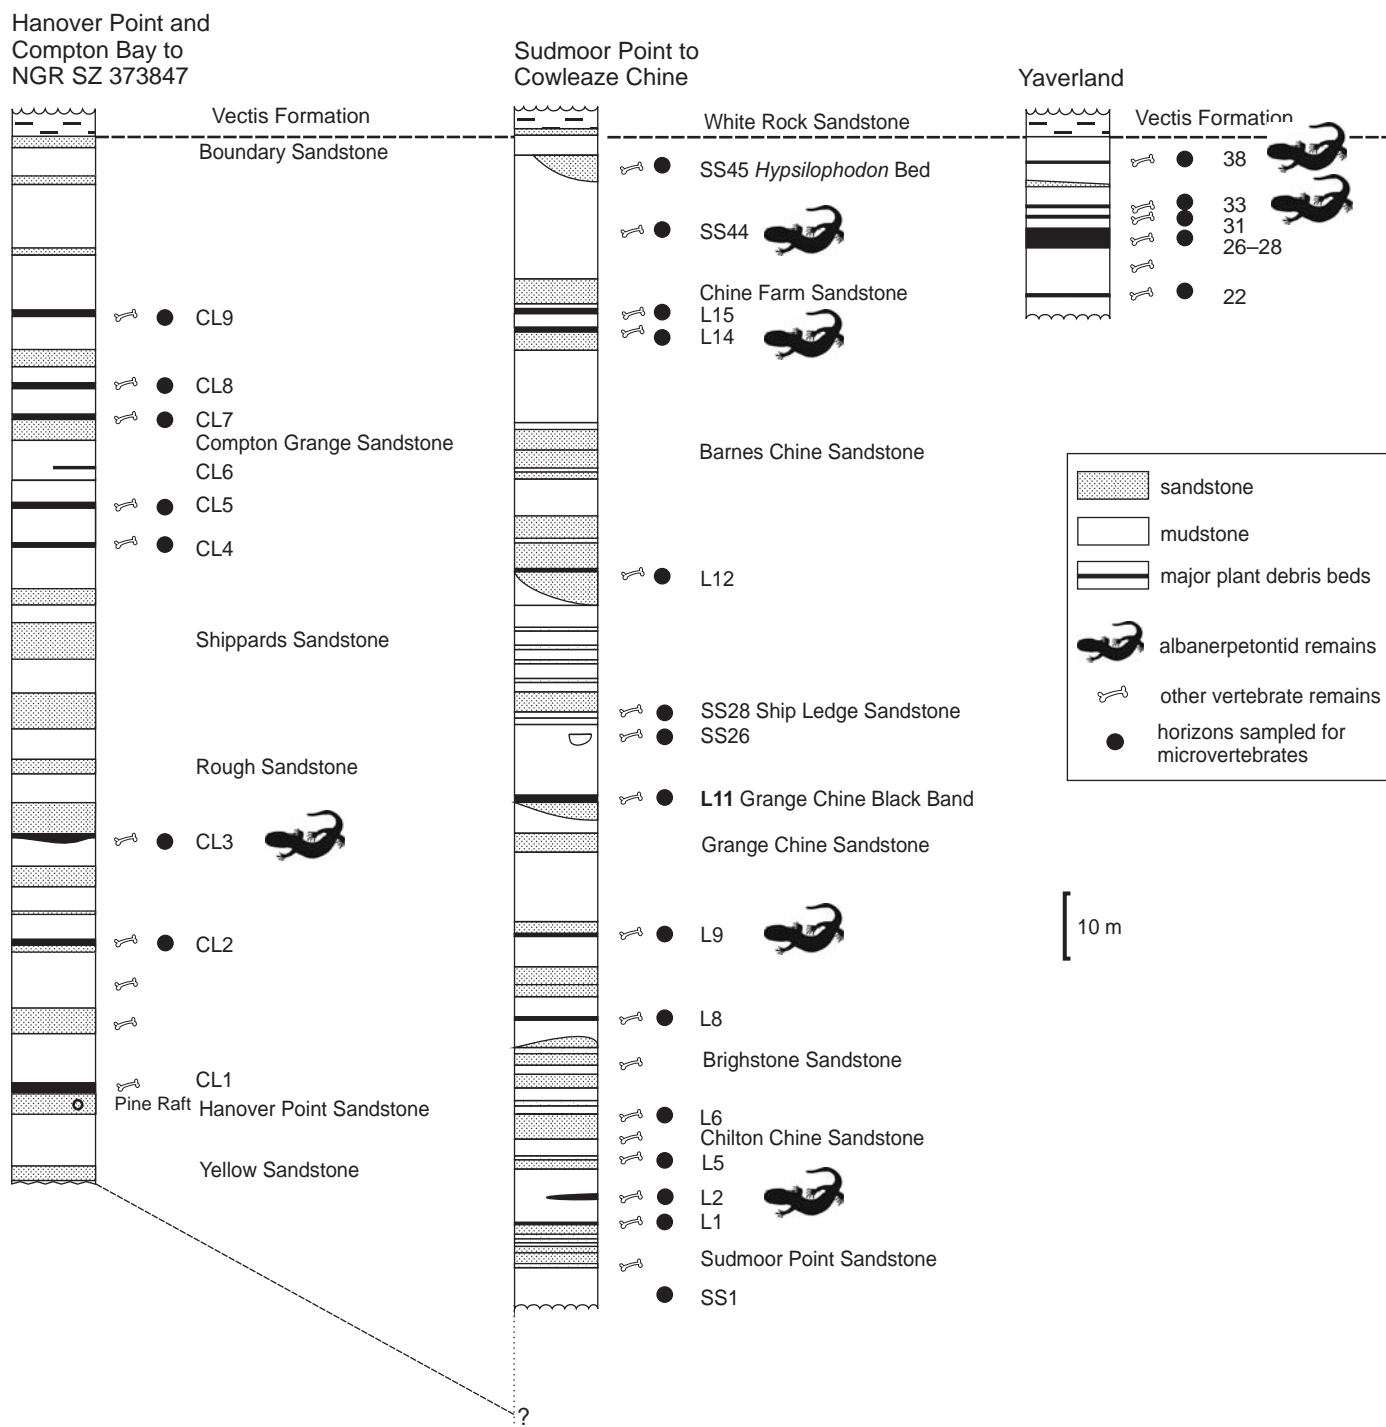 Hanover Point and
Compton Bay to
NGR SZ 373847
Vectis Formation
Boundary Sandstone
CL9
CL8
CL7
Compton Grange Sandstone
CL6
CL5
CL4
Shippards Sandstone
Rough Sandstone
CL3
CL2
CL1
Pine Raft Hanover Point Sandstone
Yellow Sandstone
Sudmoor Point to
Cowleaze Chine
White Rock Sandstone
SS45 Hypsilophodon Bed
SS44
Chine Farm Sandstone
L15
L14
Barnes Chine Sandstone
L12
SS28 Ship Ledge Sandstone
SS26
L11 Grange Chine Black Band
Grange Chine Sandstone
L9
L8
Brighstone Sandstone
L6
Chilton Chine Sandstone
L5
L2
L1
Sudmoor Point Sandstone
SS1
?
Yaverland
Vectis Formation
38
33
31
26–28
22
sandstone
mudstone
major plant debris beds
albanerpetontid remains
other vertebrate remains
horizons sampled for
microvertebrates
10 m